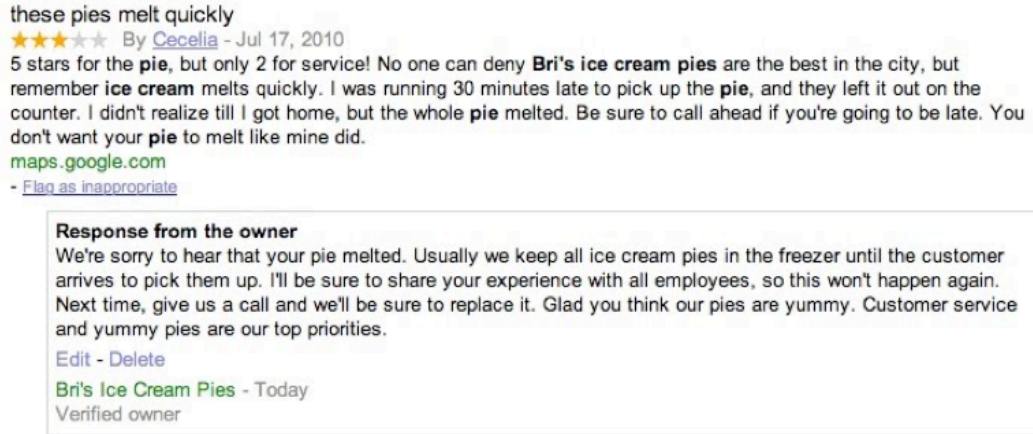 these pies melt quickly
By Cecelia - Jul 17, 2010
5 stars for the pie, but only 2 for service! No one can deny Bri's ice cream pies are the best in the city, but
remember ice cream melts quickly. I was running 30 minutes late to pick up the pie, and they left it out on the
counter. I didn't realize till I got home, but the whole pie melted. Be sure to call ahead if you're going to be late. You
don't want your pie to melt like mine did.
maps.google.com
- Flag as inappropriate
Response from the owner
We're sorry to hear that your pie melted. Usually we keep all ice cream pies in the freezer until the customer
arrives to pick them up. I'll be sure to share your experience with all employees, so this won't happen again.
Next time, give us a call and we'll be sure to replace it. Glad you think our pies are yummy. Customer service
and yummy pies are our top priorities.
Edit - Delete
Bri's Ice Cream Pies - Today
Verified owner